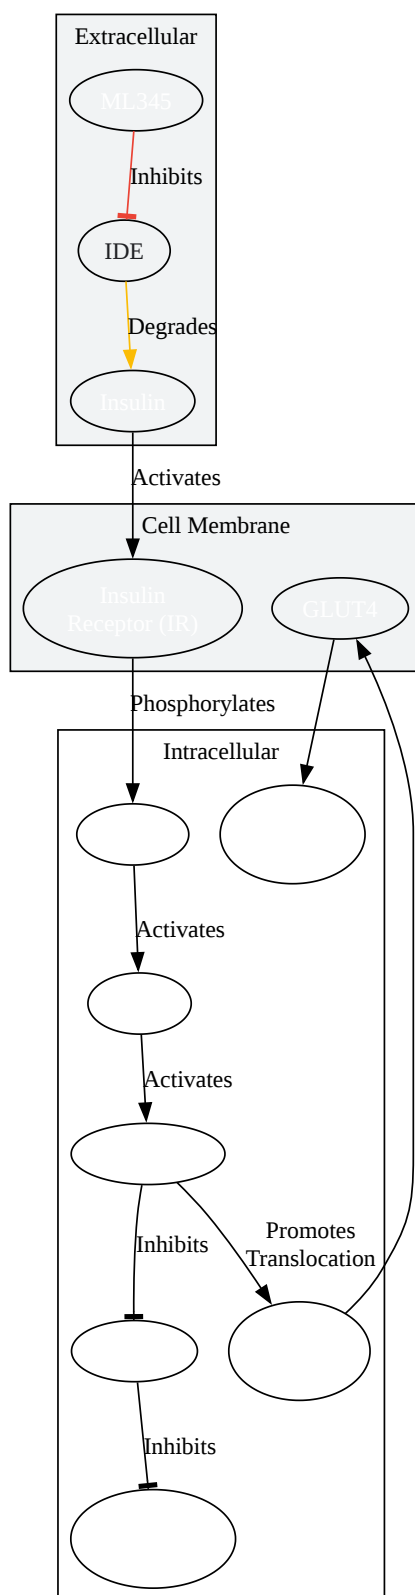 Extracellular
ML345
Inhibits
IDE
Degrades
Insulin
Activates
Cell Membrane
Insulin
Receptor (IR)
GLUT4
Phosphorylates
Intracellular
Activates
Activates
Inhibits
Promotes
Translocation
Inhibits